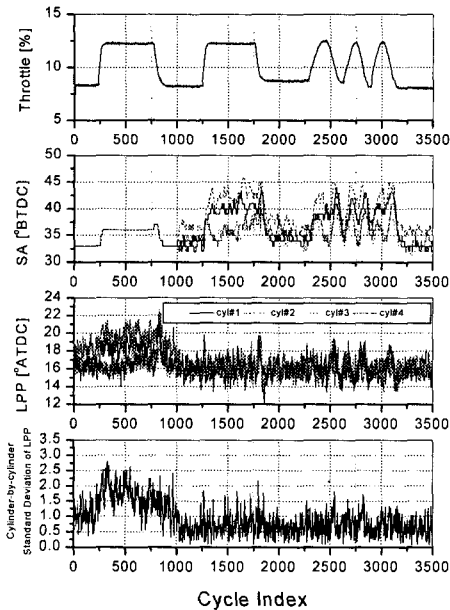 Throttle [%]
15
10
5
0 500 1000 1500 2000 2500 3000 3500
SA [°BTDC]
50
45
40
35
30
0 500 1000 1500 2000 2500 3000 3500
LPP [°ATDC]
24
22
20
18
16
14
12
cyl#1 cyl#2 cyl#3 cyl#4
0 500 1000 1500 2000 2500 3000 3500
Cylinder-by-cylinder
Standard Deviation of LPP
3.5
3.0
2.5
2.0
1.5
1.0
0.5
0.0
0 500 1000 1500 2000 2500 3000 3500
Cycle Index